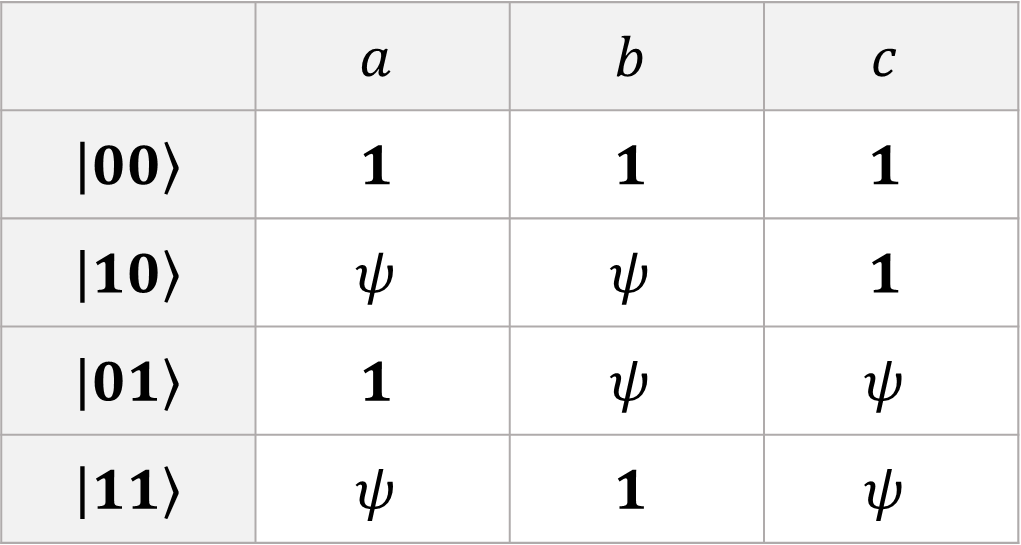 a b c
|00⟩ 1 1 1
|10⟩ ψ ψ 1
|01⟩ 1 ψ ψ
|11⟩ ψ 1 ψ